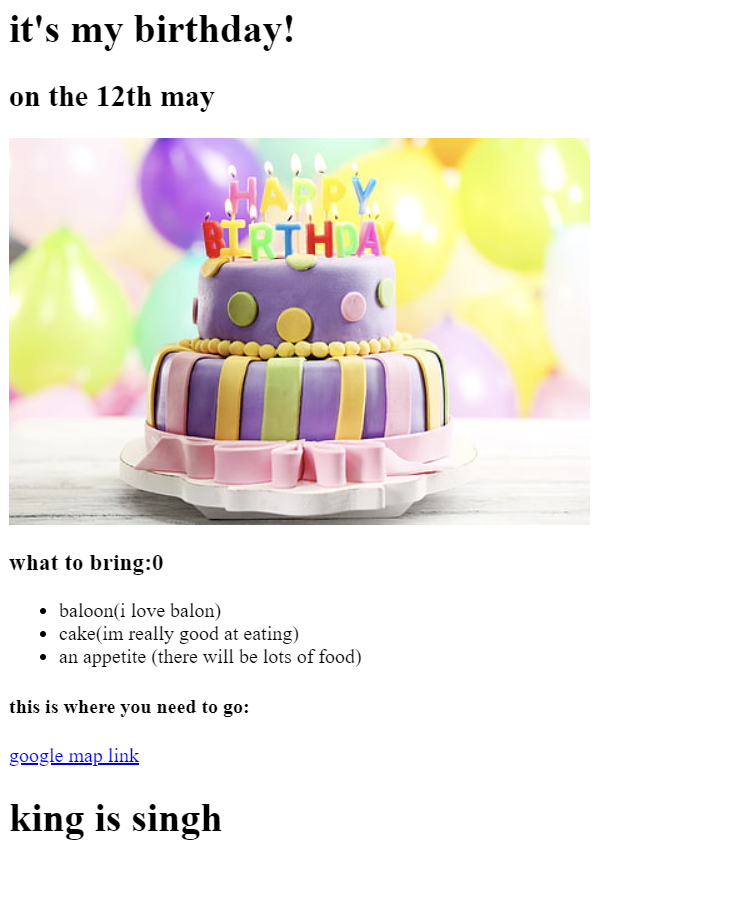 it's my birthday!
on the 12th may
HAPPY
BIRTHDAY
what to bring:0
baloon(i love balon)
cake(im really good at eating)
an appetite (there will be lots of food)
this is where you need to go:
google map link
king is singh